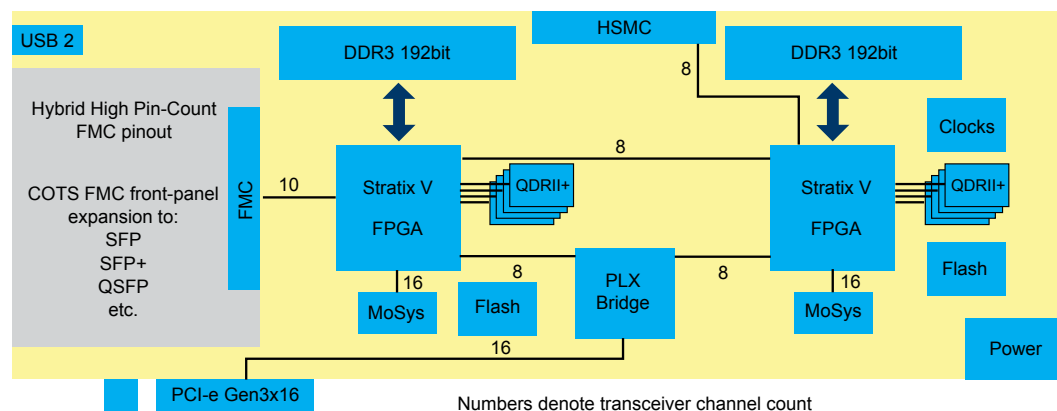 USB 2
DDR3 192bit
HSMC
DDR3 192bit
8
Hybrid High Pin-Count
FMC pinout
COTS FMC front-panel
expansion to:
SFP
SFP+
QSFP
etc.
FMC
10
Stratix V
FPGA
8
QDRII+
Stratix V
FPGA
Clocks
QDRII+
Flash
16
MoSys
8
Flash
PLX
Bridge
8
16
MoSys
16
Power
PCI-e Gen3x16
Numbers denote transceiver channel count